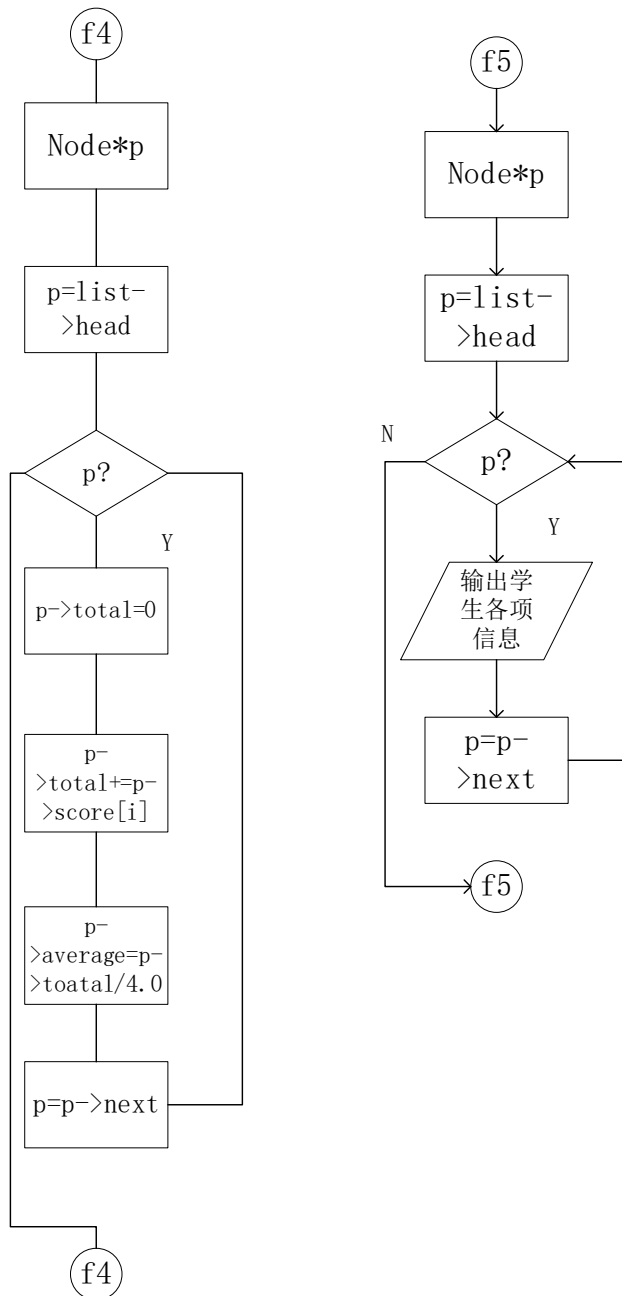 f4
Node*p
p=list-
>head
p?
Y
p->total=0
p-
>total+=p-
>score[i]
p-
>average=p-
>toatal/4.0
p=p->next
f4
f5
Node*p
p=list-
>head
N
p?
Y
输出学
生各项
信息
p=p-
>next
f5